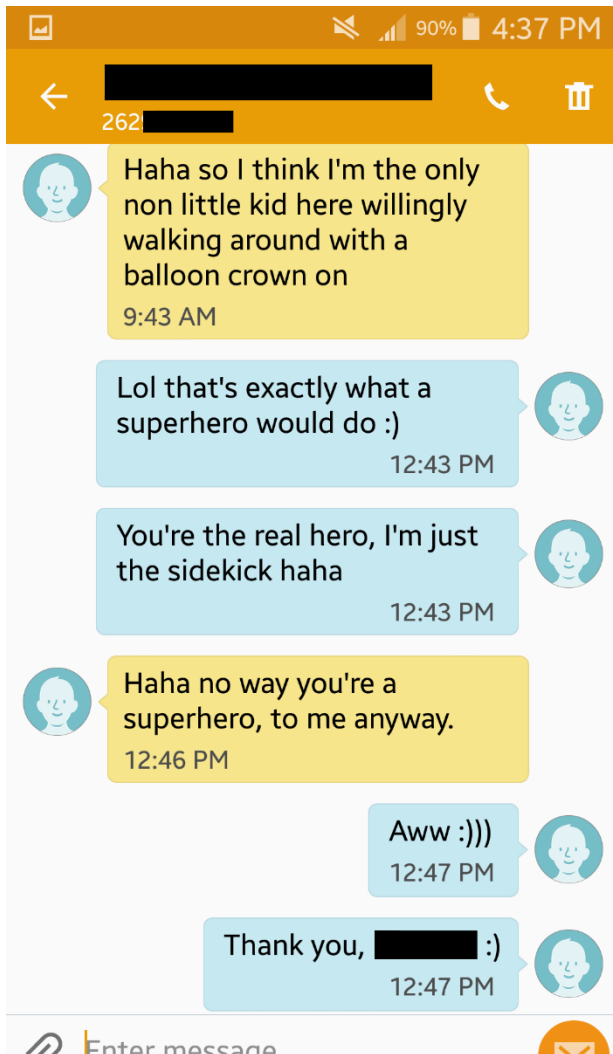 90% 4:37 PM
262
Haha so I think I'm the only
non little kid here willingly
walking around with a
balloon crown on
9:43 AM
Lol that's exactly what a
superhero would do :)
12:43 PM
You're the real hero, I'm just
the sidekick haha
12:43 PM
Haha no way you're a
superhero, to me anyway.
12:46 PM
Aww :)))
12:47 PM
Thank you, :)
12:47 PM
Enter message